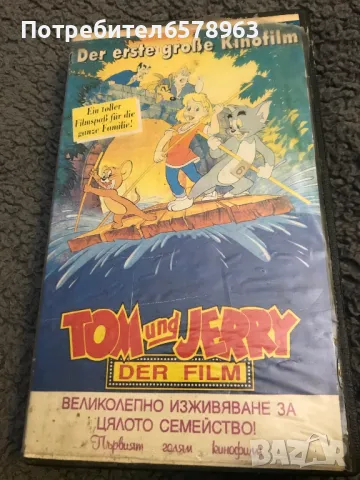 Потребител6578963
Der erste große Kinofilm
Ein toller
Filmspaß für die
ganze Familie!
TOM und JERRY
DER FILM
ВЕЛИКОЛЕПНО ИЗЖИВЯВАНЕ ЗА
ЦЯЛОТО СЕМЕЙСТВО!
Първият голям кинофилм
BAZAR